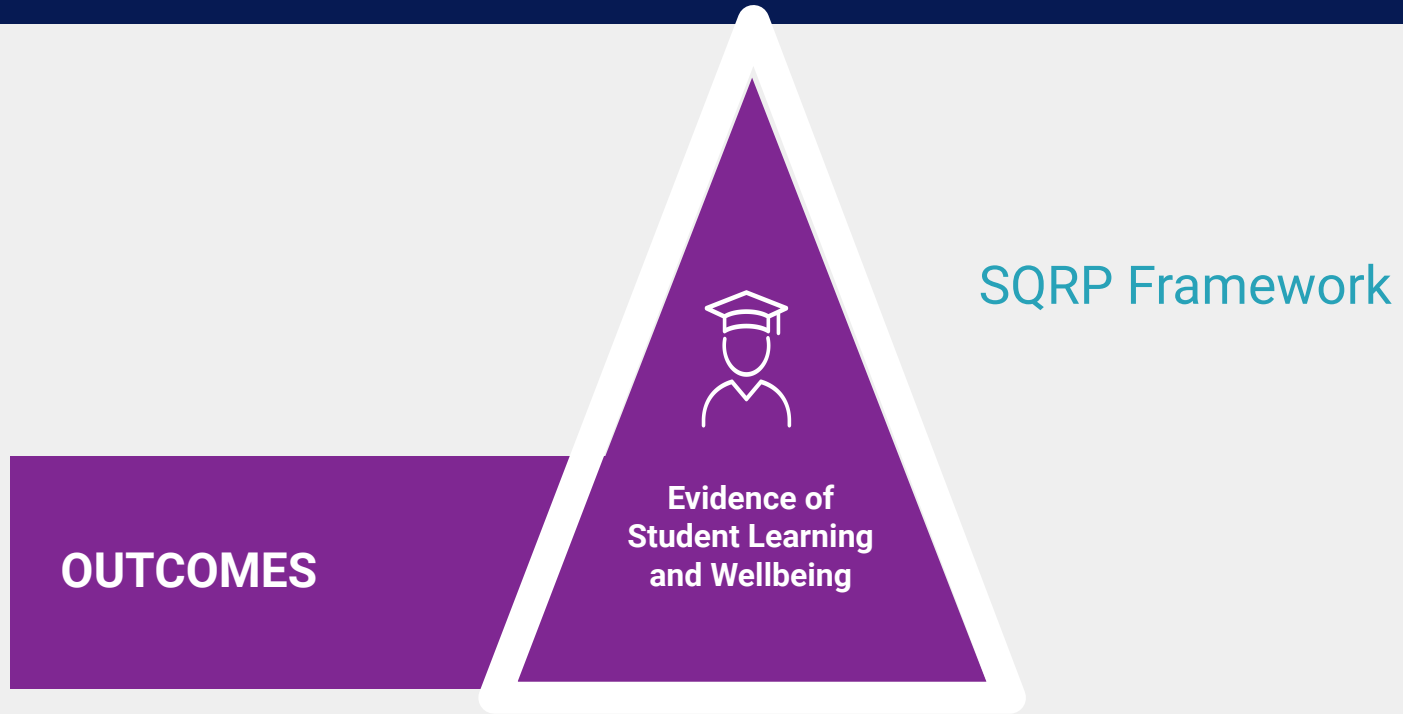 SQRP Framework
Evidence of
Student Learning
and Wellbeing
OUTCOMES